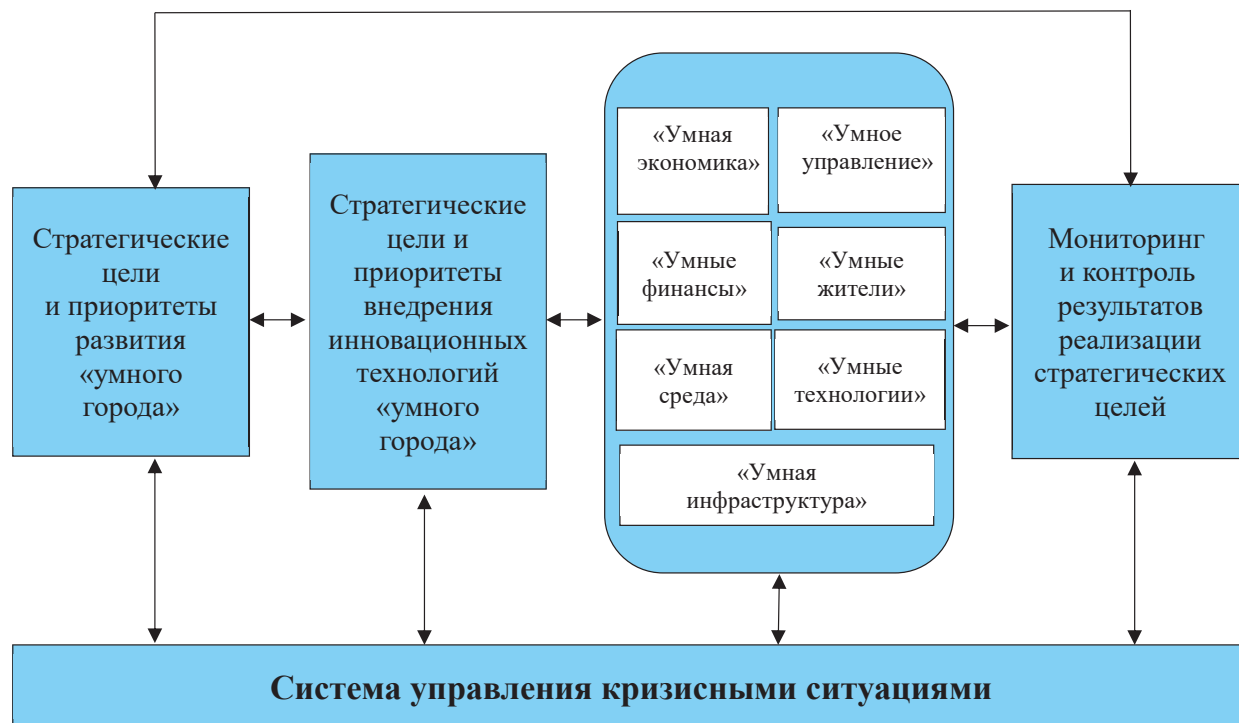 Стратегические
цели
и приоритеты
развития
«умного
города»
Стратегические
цели и
приоритеты
внедрения
инновационных
технологий
«умного
города»
«Умная
экономика»
«Умное
управление»
«Умные
финансы»
«Умные
жители»
«Умная
среда»
«Умные
технологии»
«Умная
инфраструктура»
Мониторинг
и контроль
результатов
реализации
стратегических
целей
Система управления кризисными ситуациями